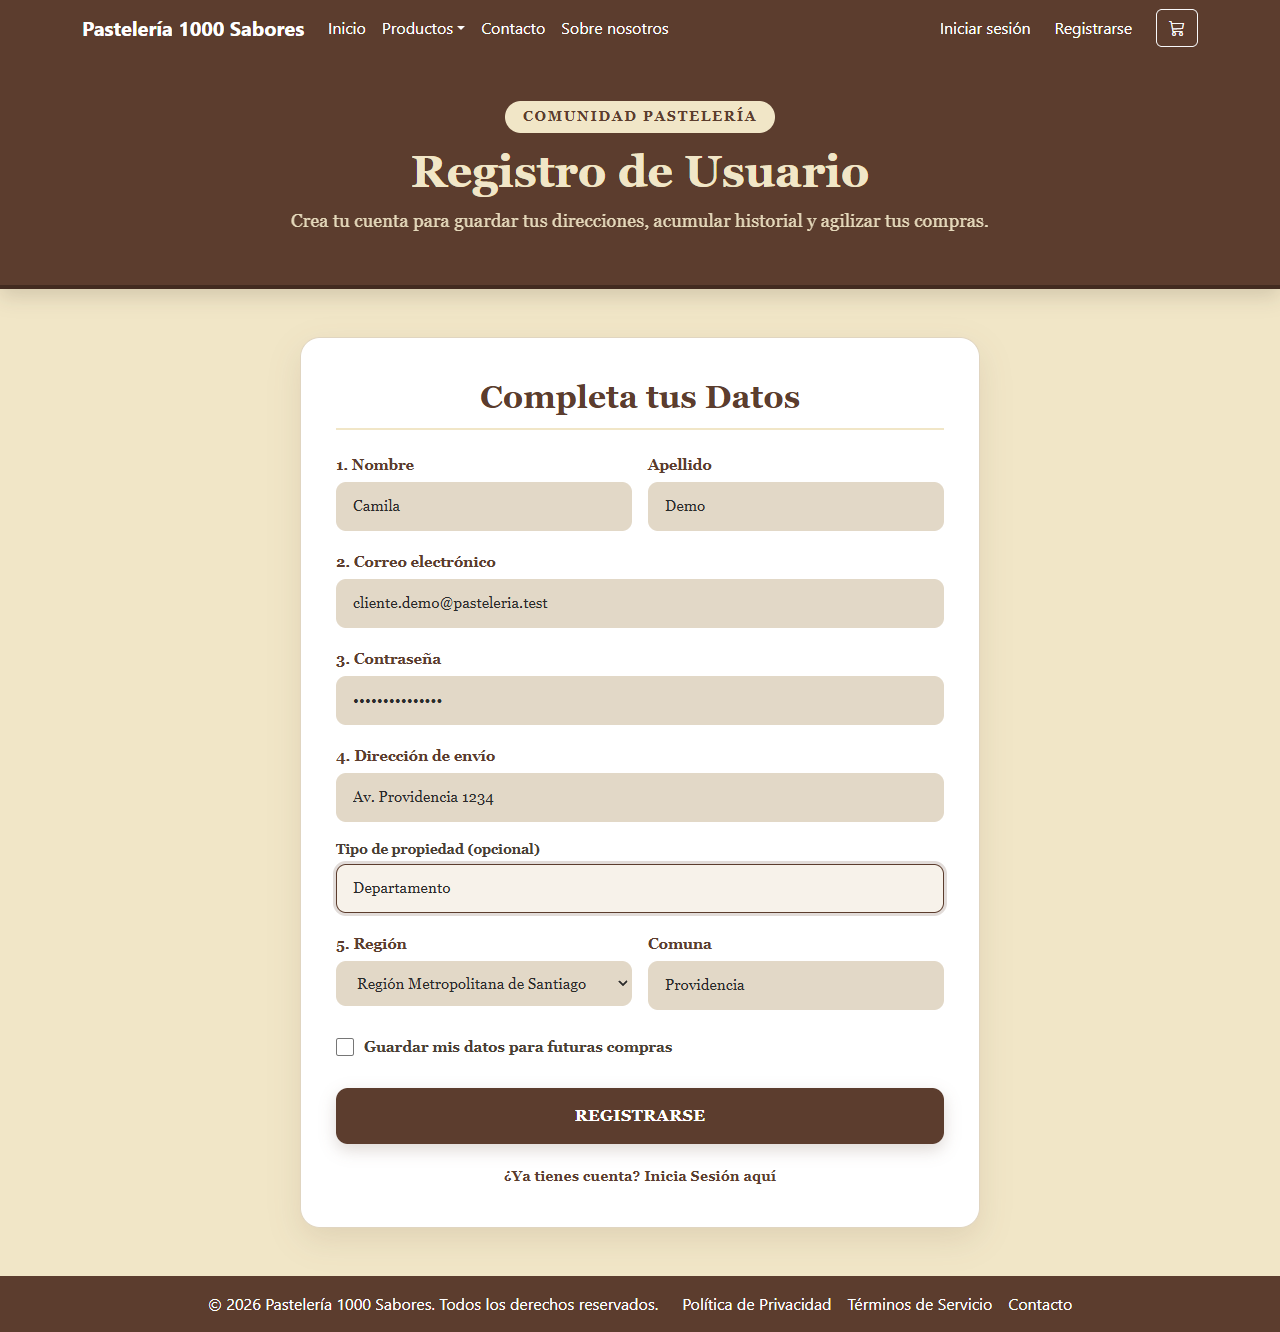 Pastelería 1000 Sabores Inicio Productos Contacto Sobre nosotros Iniciar sesión Registrarse
COMUNIDAD PASTELERÍA
Registro de Usuario
Crea tu cuenta para guardar tus direcciones, acumular historial y agilizar tus compras.
Completa tus Datos
1. Nombre Apellido
Camila Demo
2. Correo electrónico
cliente.demo@pasteleria.test
3. Contraseña
•••••••••••••••
4. Dirección de envío
Av. Providencia 1234
Tipo de propiedad (opcional)
Departamento
5. Región Comuna
Región Metropolitana de Santiago Providencia
Guardar mis datos para futuras compras
REGISTRARSE
¿Ya tienes cuenta? Inicia Sesión aquí
© 2026 Pastelería 1000 Sabores. Todos los derechos reservados. Política de Privacidad Términos de Servicio Contacto